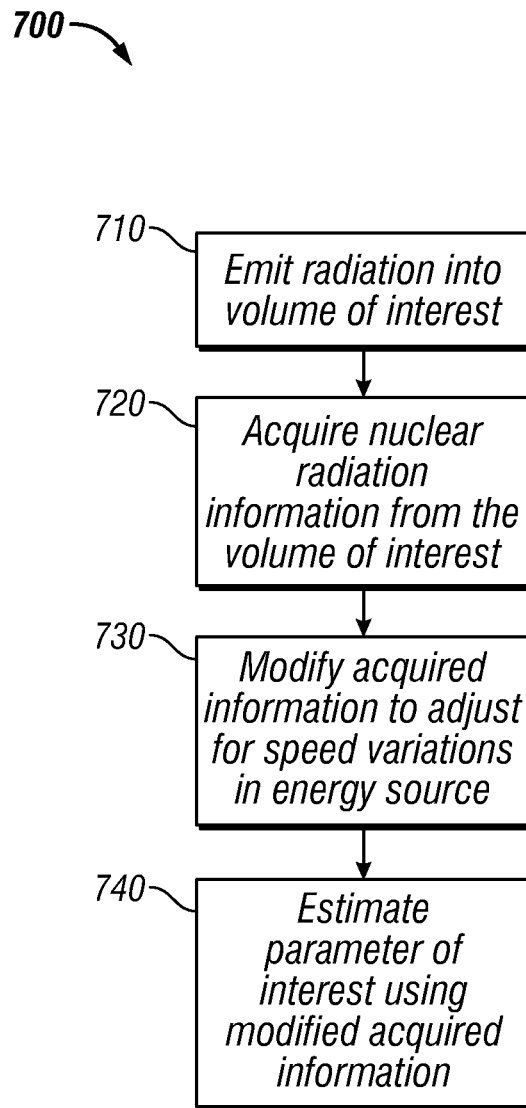 700
710
Emit radiation into
volume of interest
720
Acquire nuclear
radiation
information from the
volume of interest
730
Modify acquired
information to adjust
for speed variations
in energy source
740
Estimate
parameter of
interest using
modified acquired
information